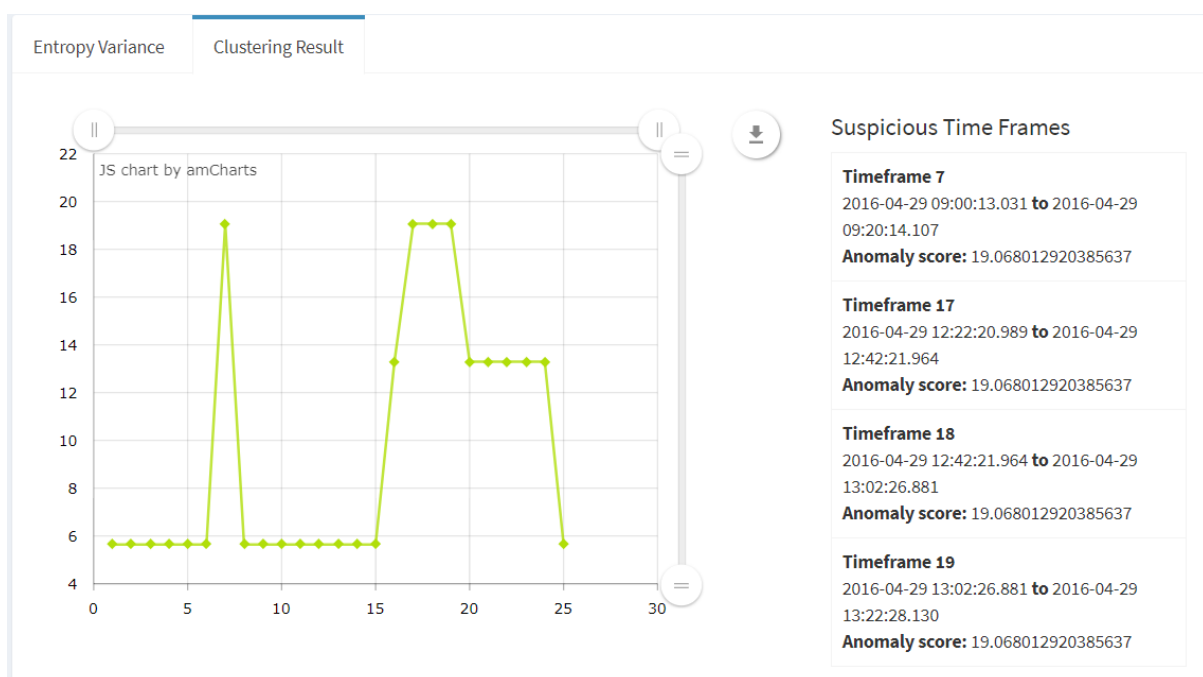 Entropy Variance
Clustering Result
JS chart by amCharts
22
20
18
16
14
12
10
8
6
4
0
5
10
15
20
25
30
Suspicious Time Frames
Timeframe 7
2016-04-29 09:00:13.031 to 2016-04-29
09:20:14.107
Anomaly score: 19.068012920385637
Timeframe 17
2016-04-29 12:22:20.989 to 2016-04-29
12:42:21.964
Anomaly score: 19.068012920385637
Timeframe 18
2016-04-29 12:42:21.964 to 2016-04-29
13:02:26.881
Anomaly score: 19.068012920385637
Timeframe 19
2016-04-29 13:02:26.881 to 2016-04-29
13:22:28.130
Anomaly score: 19.068012920385637